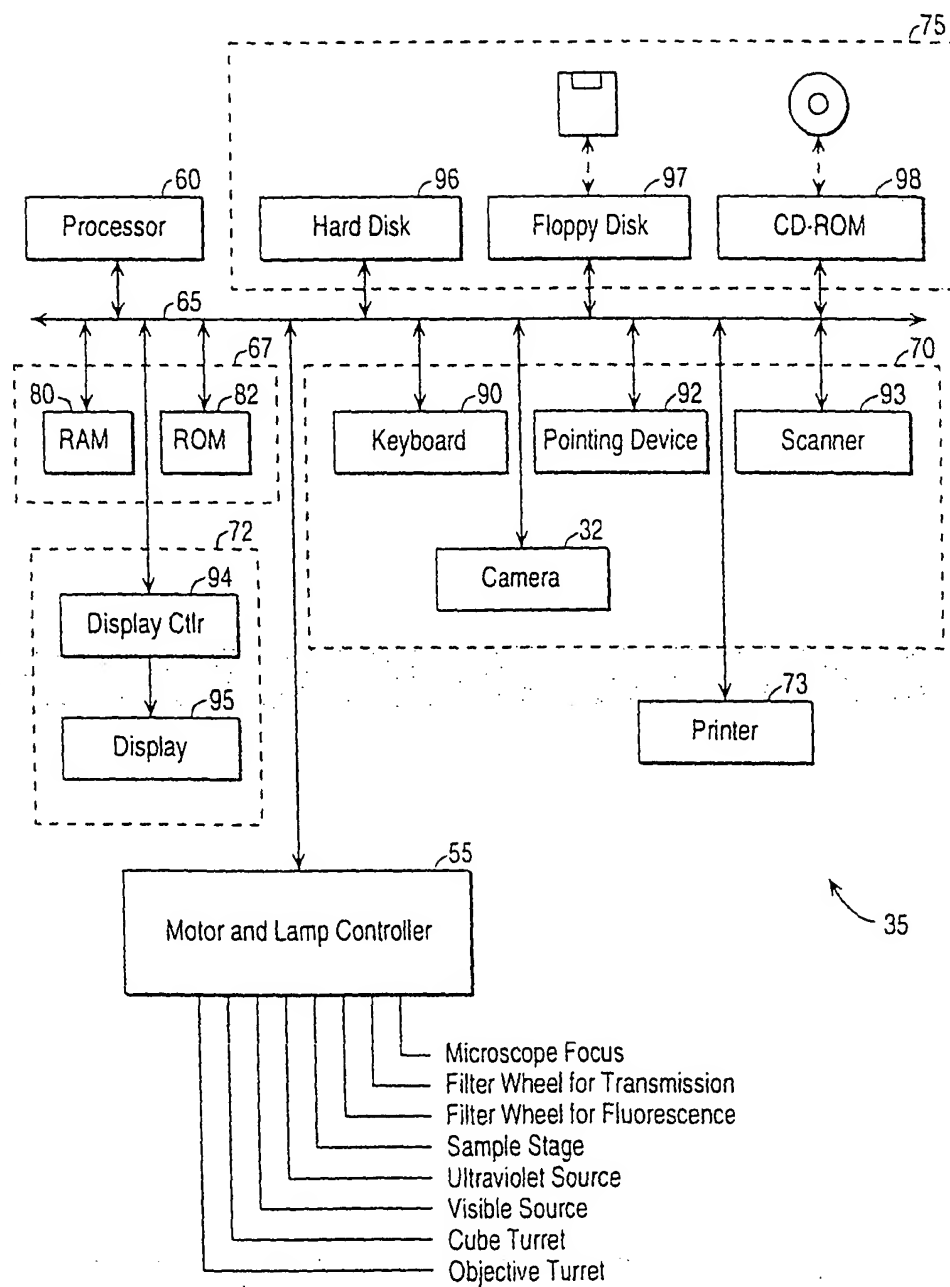 75
60
Processor
96
Hard Disk
97
Floppy Disk
98
CD-ROM
65
67
80
RAM
82
ROM
70
90
Keyboard
92
Pointing Device
93
Scanner
32
Camera
72
94
Display Ctlr
95
Display
73
Printer
55
Motor and Lamp Controller
35
Microscope Focus
Filter Wheel for Transmission
Filter Wheel for Fluorescence
Sample Stage
Ultraviolet Source
Visible Source
Cube Turret
Objective Turret